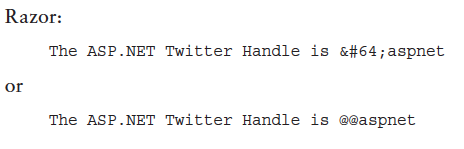 Razor:
The ASP.NET Twitter Handle is &#64;aspnet
or
The ASP.NET Twitter Handle is @@aspnet